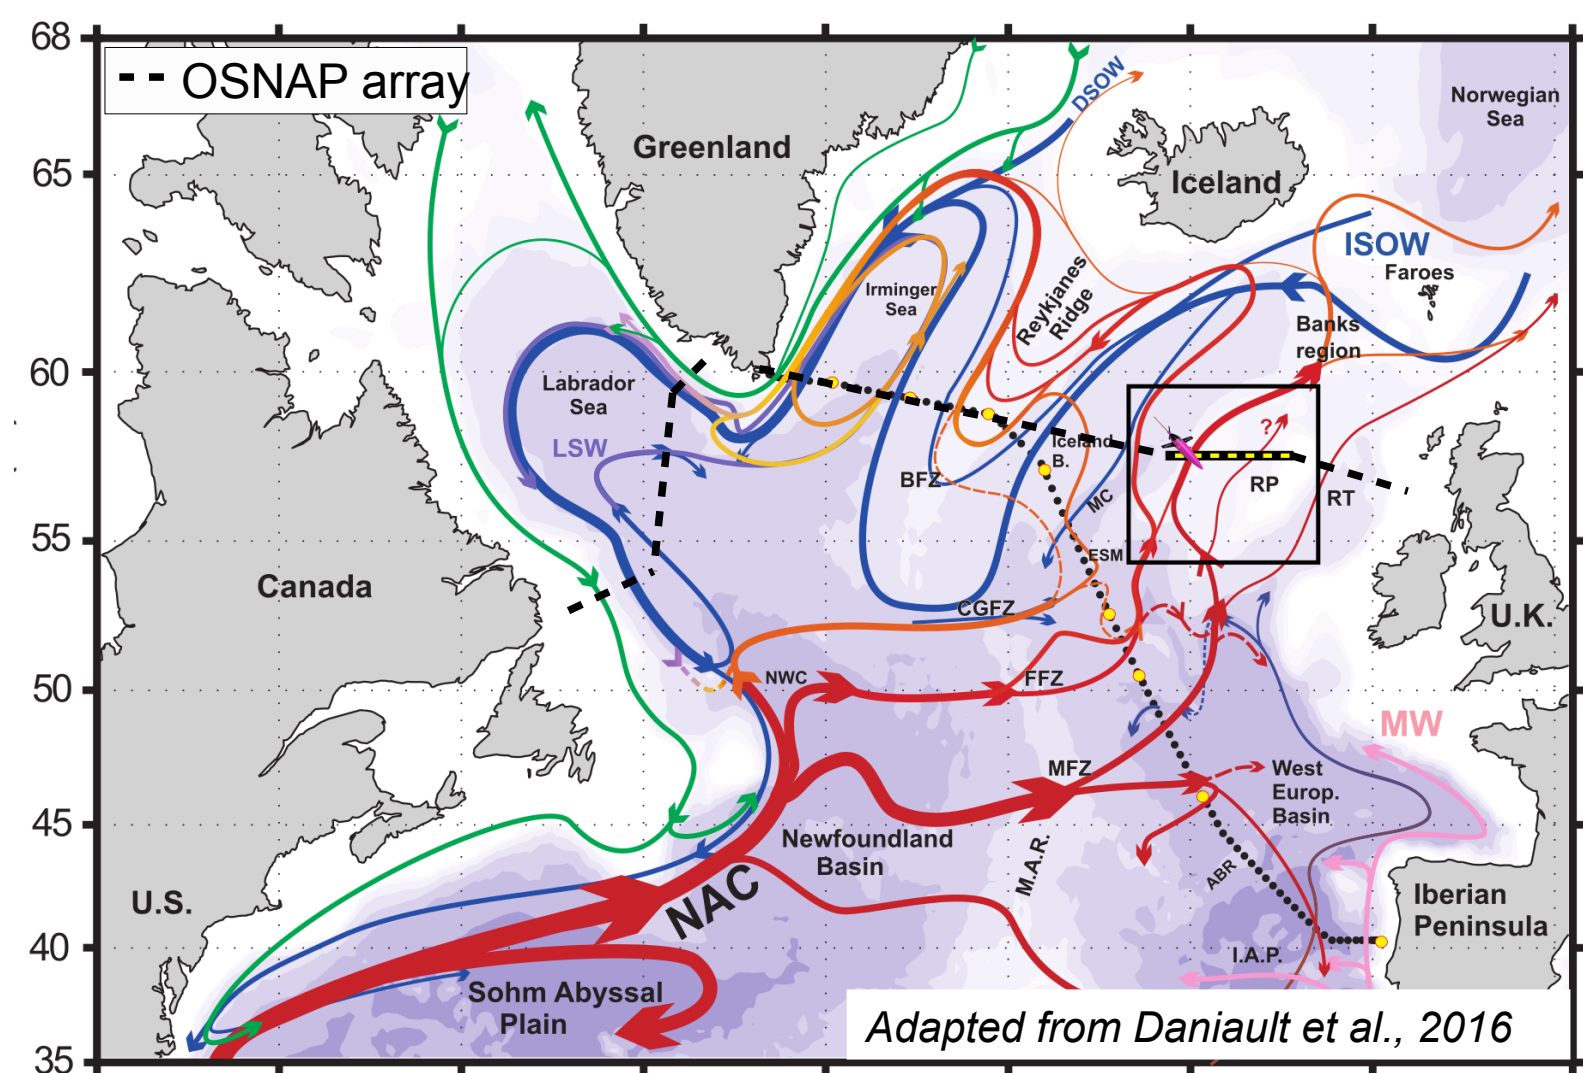 68
OSNAP array
DSOW
Norwegian
Sea
Greenland
65
Iceland
ISOW
Faroes
Irminger
Sea
Reykjanes
Ridge
Banks
region
60
Labrador
Sea
LSW
?
Iceland
B.
BFZ
RP
RT
MC
55
ESM
Canada
CGFZ
U.K.
50
NWC
FFZ
MW
MFZ
West
Europ.
Basin
45
Newfoundland
Basin
M.A.R.
ABR
NAC
U.S.
Iberian
Peninsula
40
I.A.P.
Sohm Abyssal
Plain
Adapted from Daniault et al., 2016
35